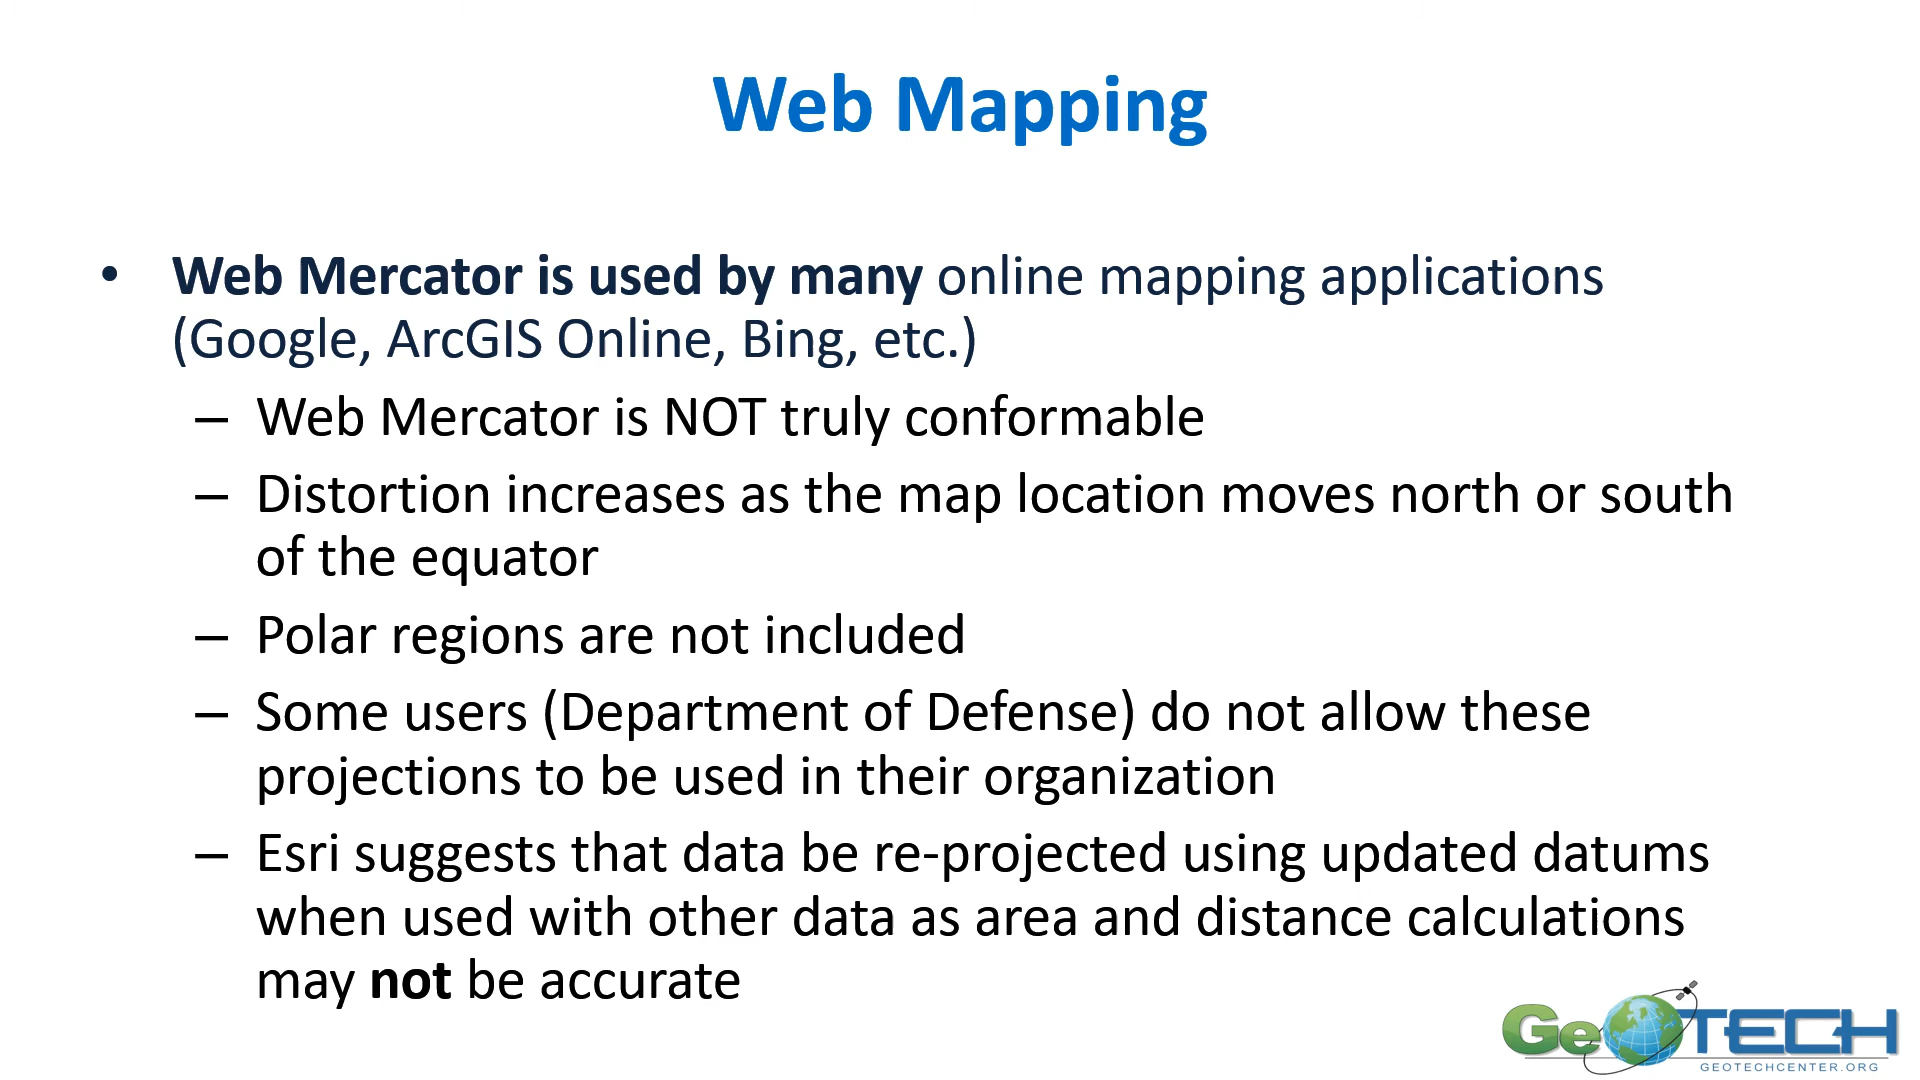 Web Mapping
• Web Mercator is used by many online mapping applications
(Google, ArcGIS Online, Bing, etc.)
– Web Mercator is NOT truly conformable
– Distortion increases as the map location moves north or south
of the equator
– Polar regions are not included
– Some users (Department of Defense) do not allow these
projections to be used in their organization
– Esri suggests that data be re-projected using updated datums
when used with other data as area and distance calculations
may not be accurate
GeoTECH
GEOTECHCENTER.ORG